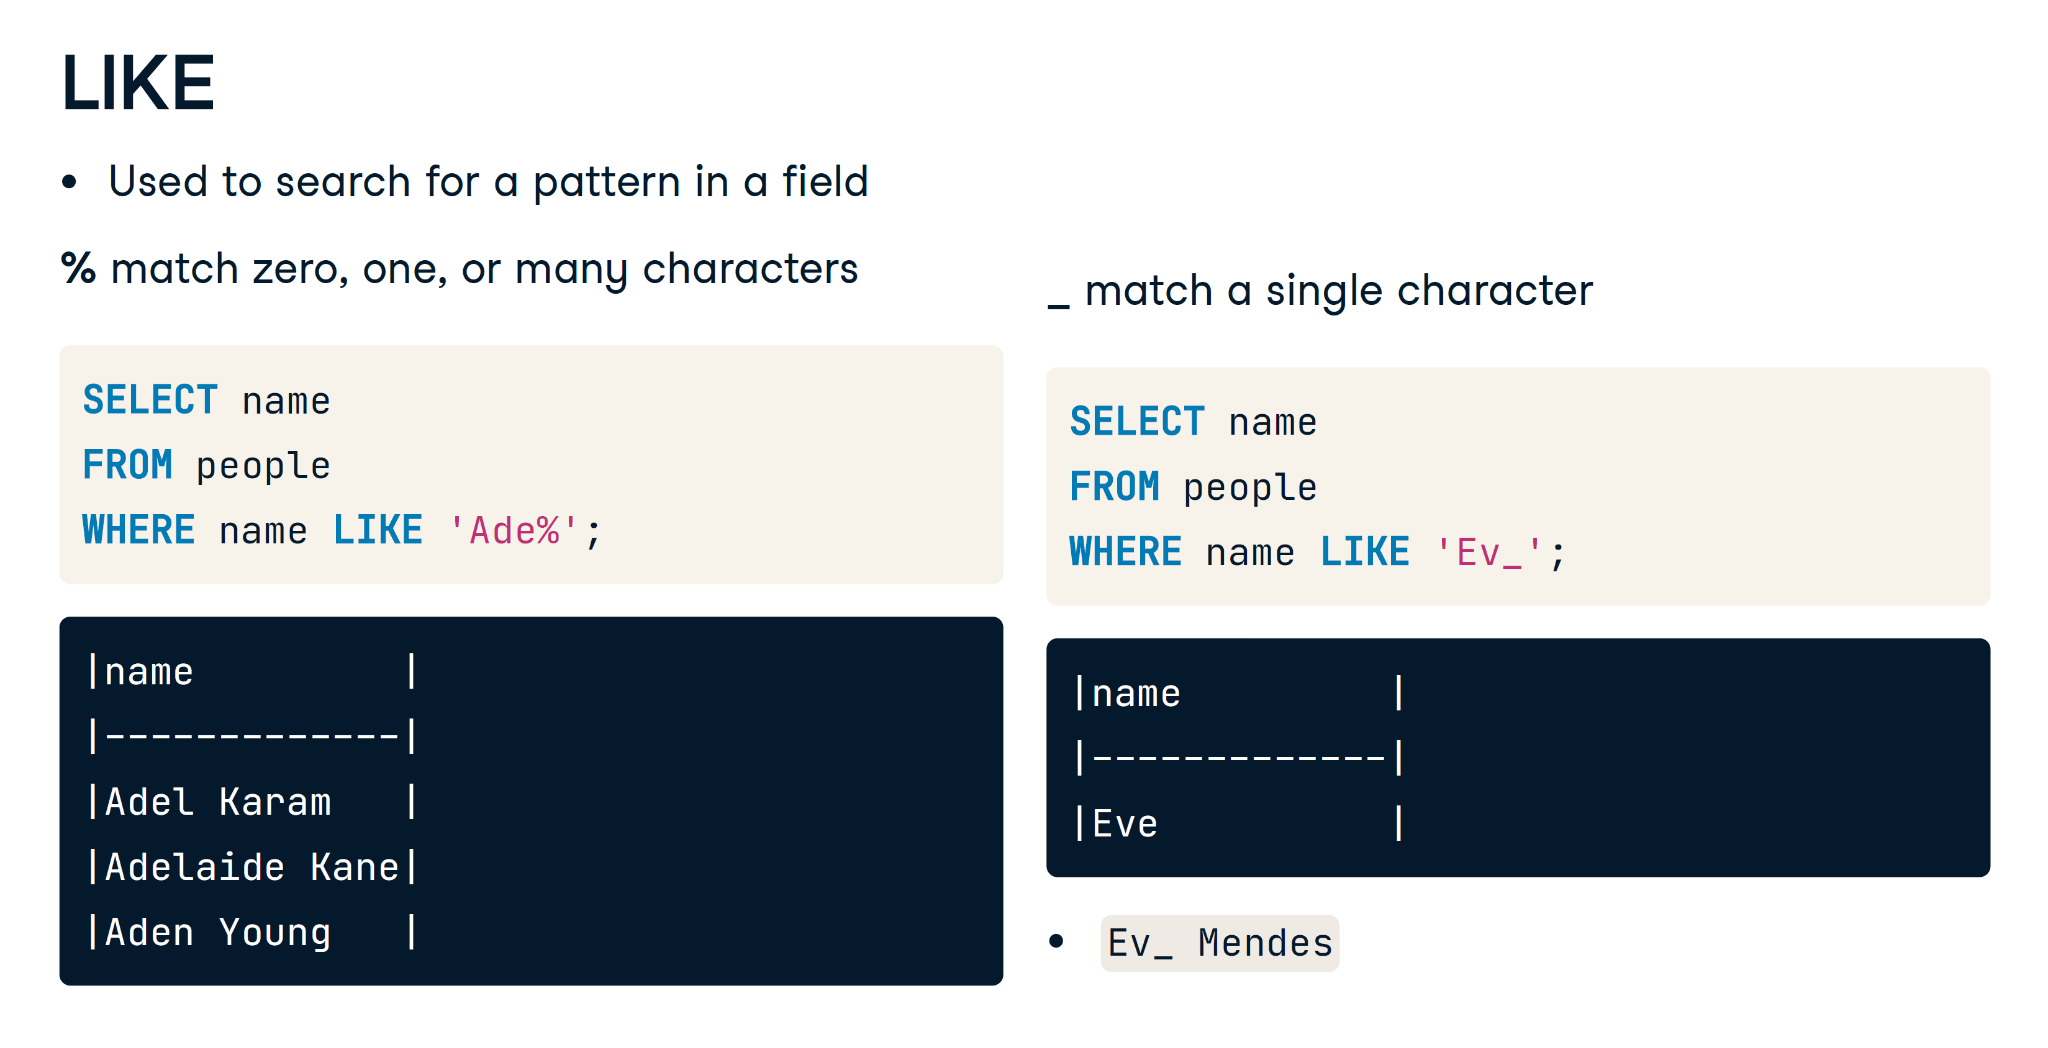 LIKE
• Used to search for a pattern in a field
% match zero, one, or many characters
SELECT name
FROM people
WHERE name LIKE 'Ade%';
|name         |
|-------------|
|Adel Karam   |
|Adelaide Kane|
|Aden Young   |
_ match a single character
SELECT name
FROM people
WHERE name LIKE 'Ev_';
|name         |
|-------------|
|Eve          |
• Ev_ Mendes